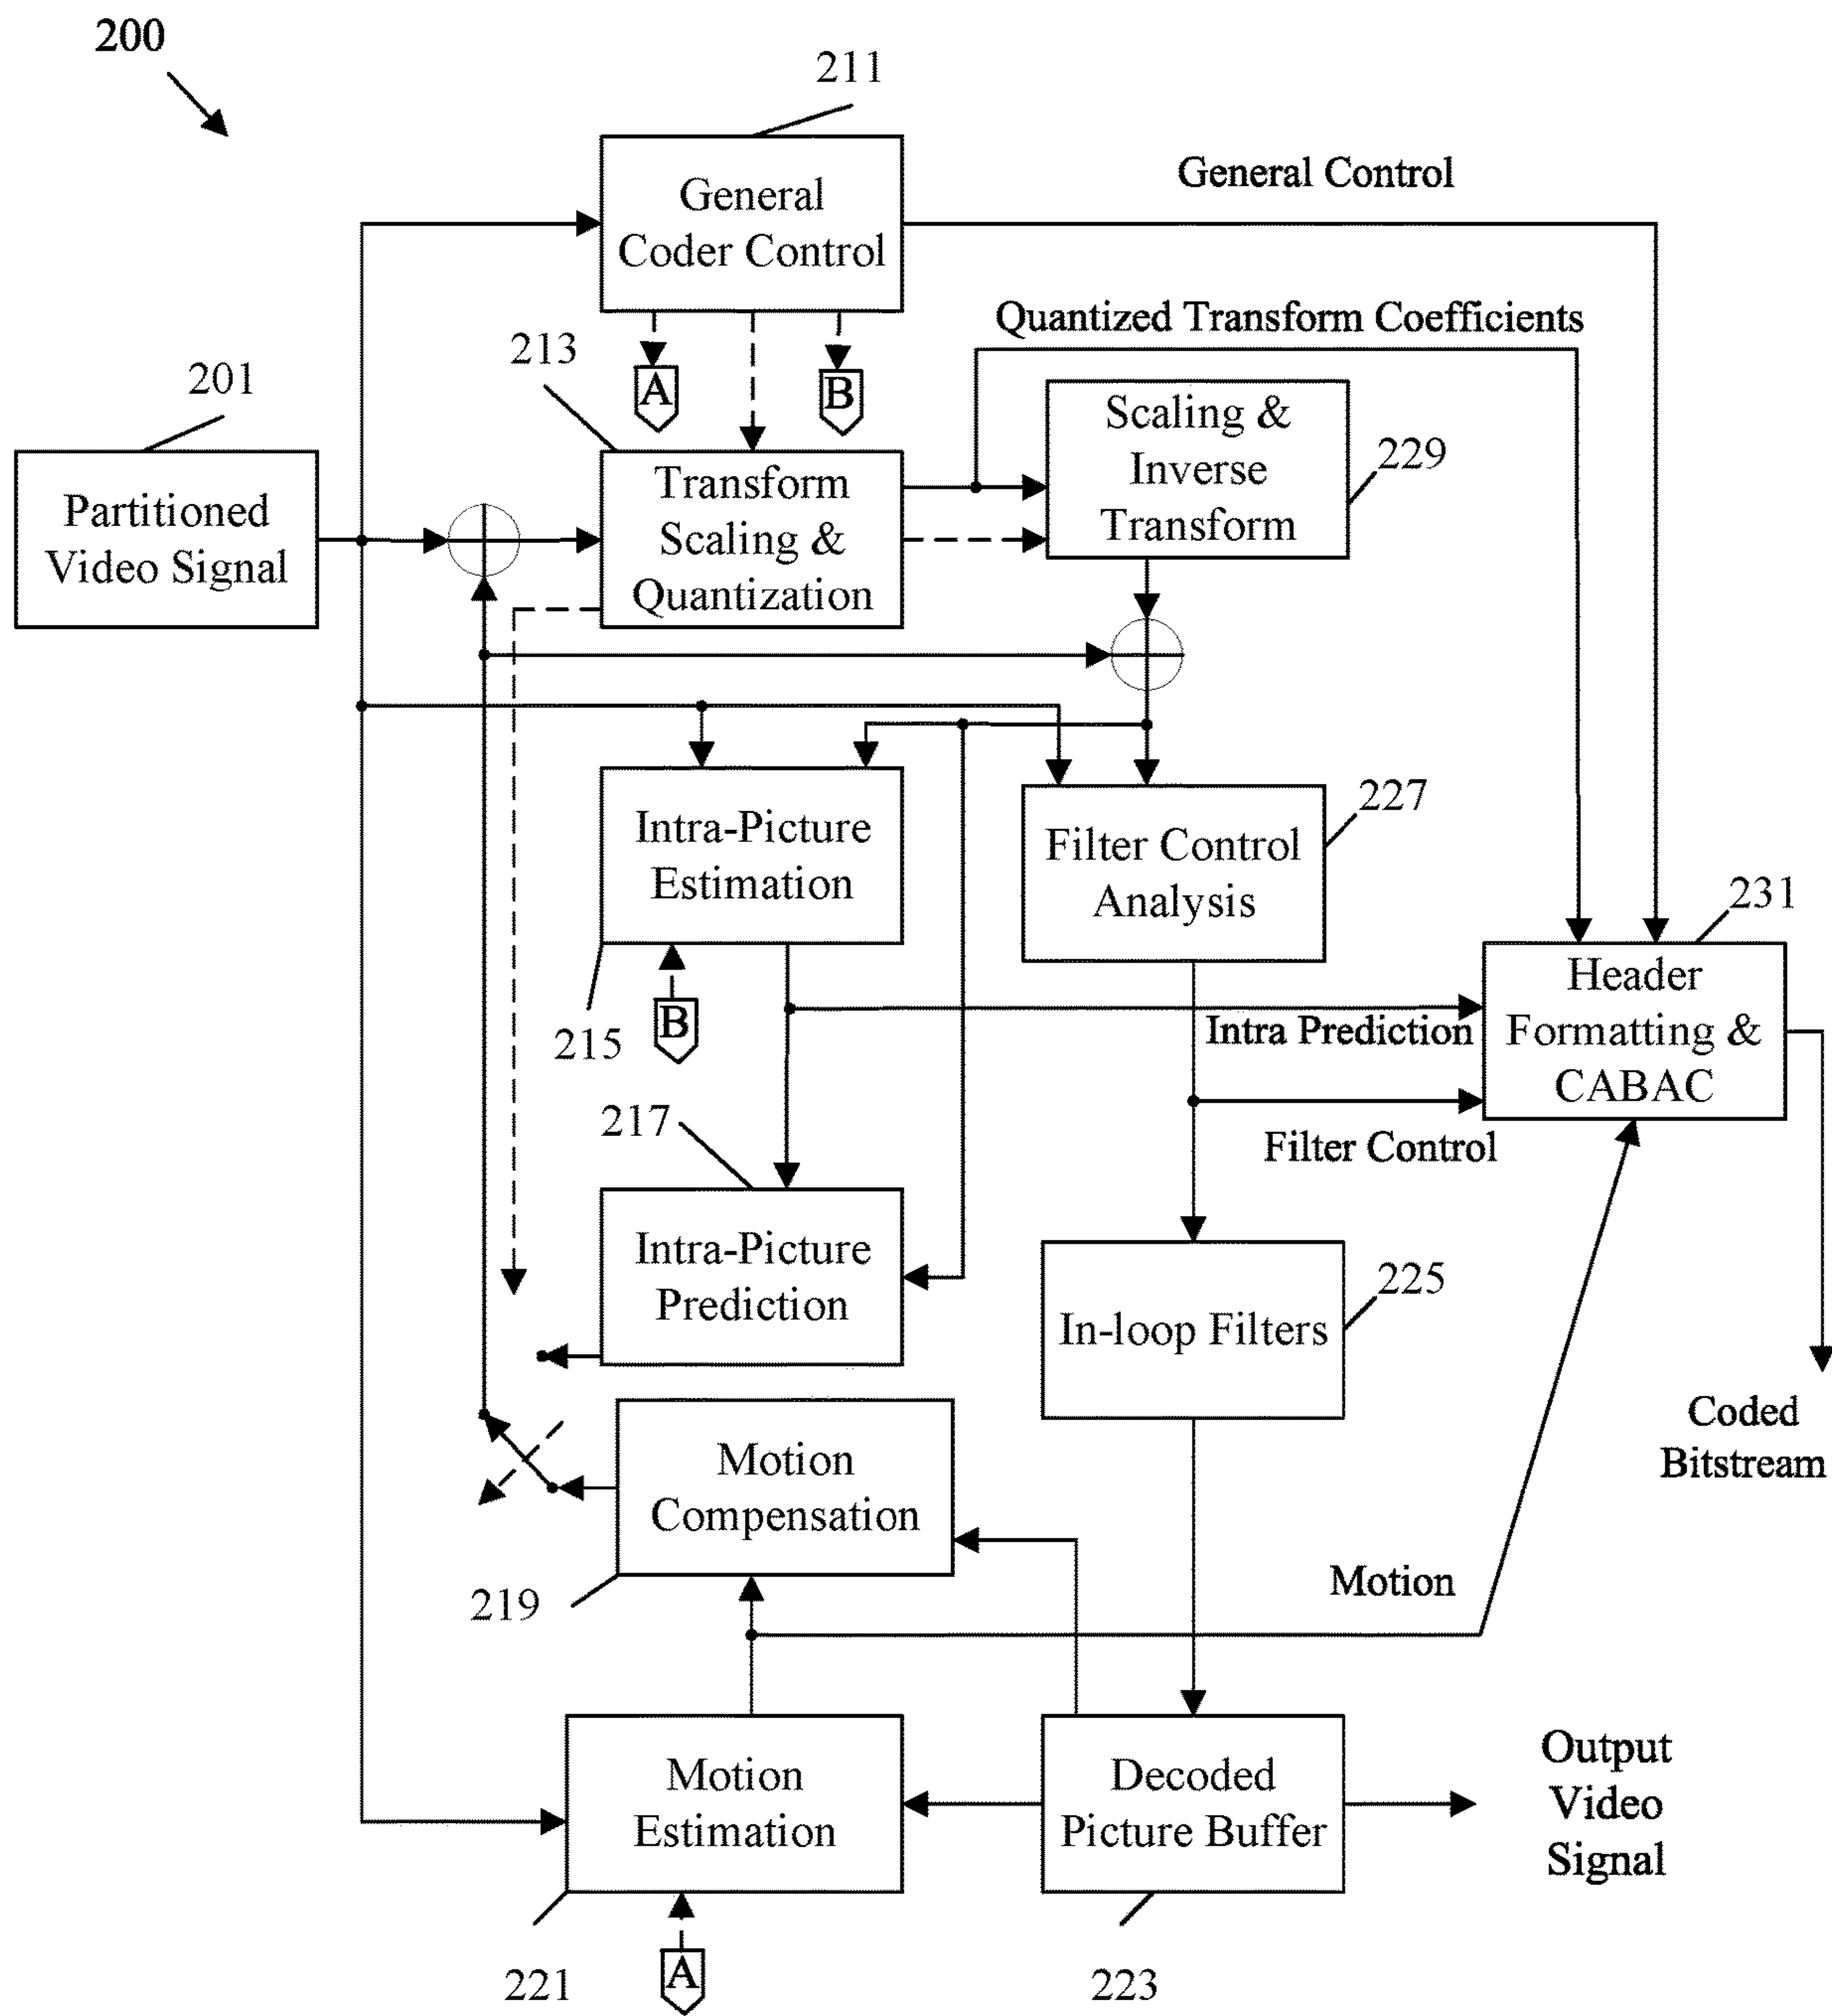 200
211
General
Coder Control
General Control
Quantized Transform Coefficients
213
A
B
201
Partitioned
Video Signal
Transform
Scaling &
Quantization
Scaling &
Inverse
Transform
229
Intra-Picture
Estimation
215
B
227
Filter Control
Analysis
231
Header
Formatting &
CABAC
Intra Prediction
Filter Control
217
Intra-Picture
Prediction
225
In-loop Filters
Coded
Bitstream
Motion
Compensation
219
Motion
Motion
Estimation
221
A
Decoded
Picture Buffer
223
Output
Video
Signal